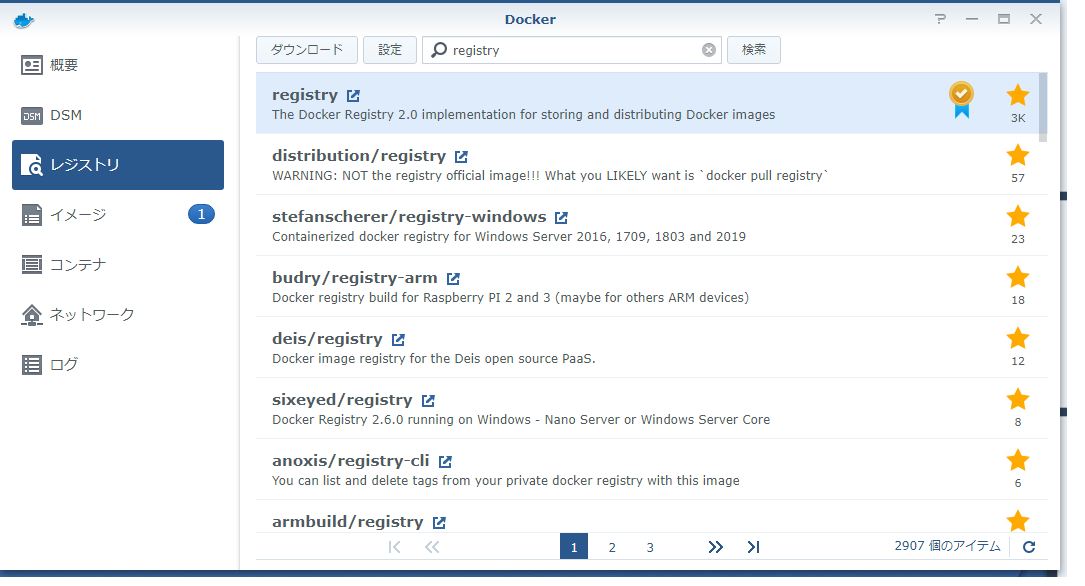 Docker
概要
DSM DSM
レジストリ
イメージ 1
コンテナ
ネットワーク
ログ
ダウンロード 設定 registry 検索
registry
The Docker Registry 2.0 implementation for storing and distributing Docker images
3K
distribution/registry
WARNING: NOT the registry official image!!! What you LIKELY want is `docker pull registry`
57
stefanscherer/registry-windows
Containerized docker registry for Windows Server 2016, 1709, 1803 and 2019
23
budry/registry-arm
Docker registry build for Raspberry PI 2 and 3 (maybe for others ARM devices)
18
deis/registry
Docker image registry for the Deis open source PaaS.
12
sixeyed/registry
Docker Registry 2.6.0 running on Windows - Nano Server or Windows Server Core
8
anoxis/registry-cli
You can list and delete tags from your private docker registry with this image
6
armbuild/registry
1 2 3 2907 個のアイテム